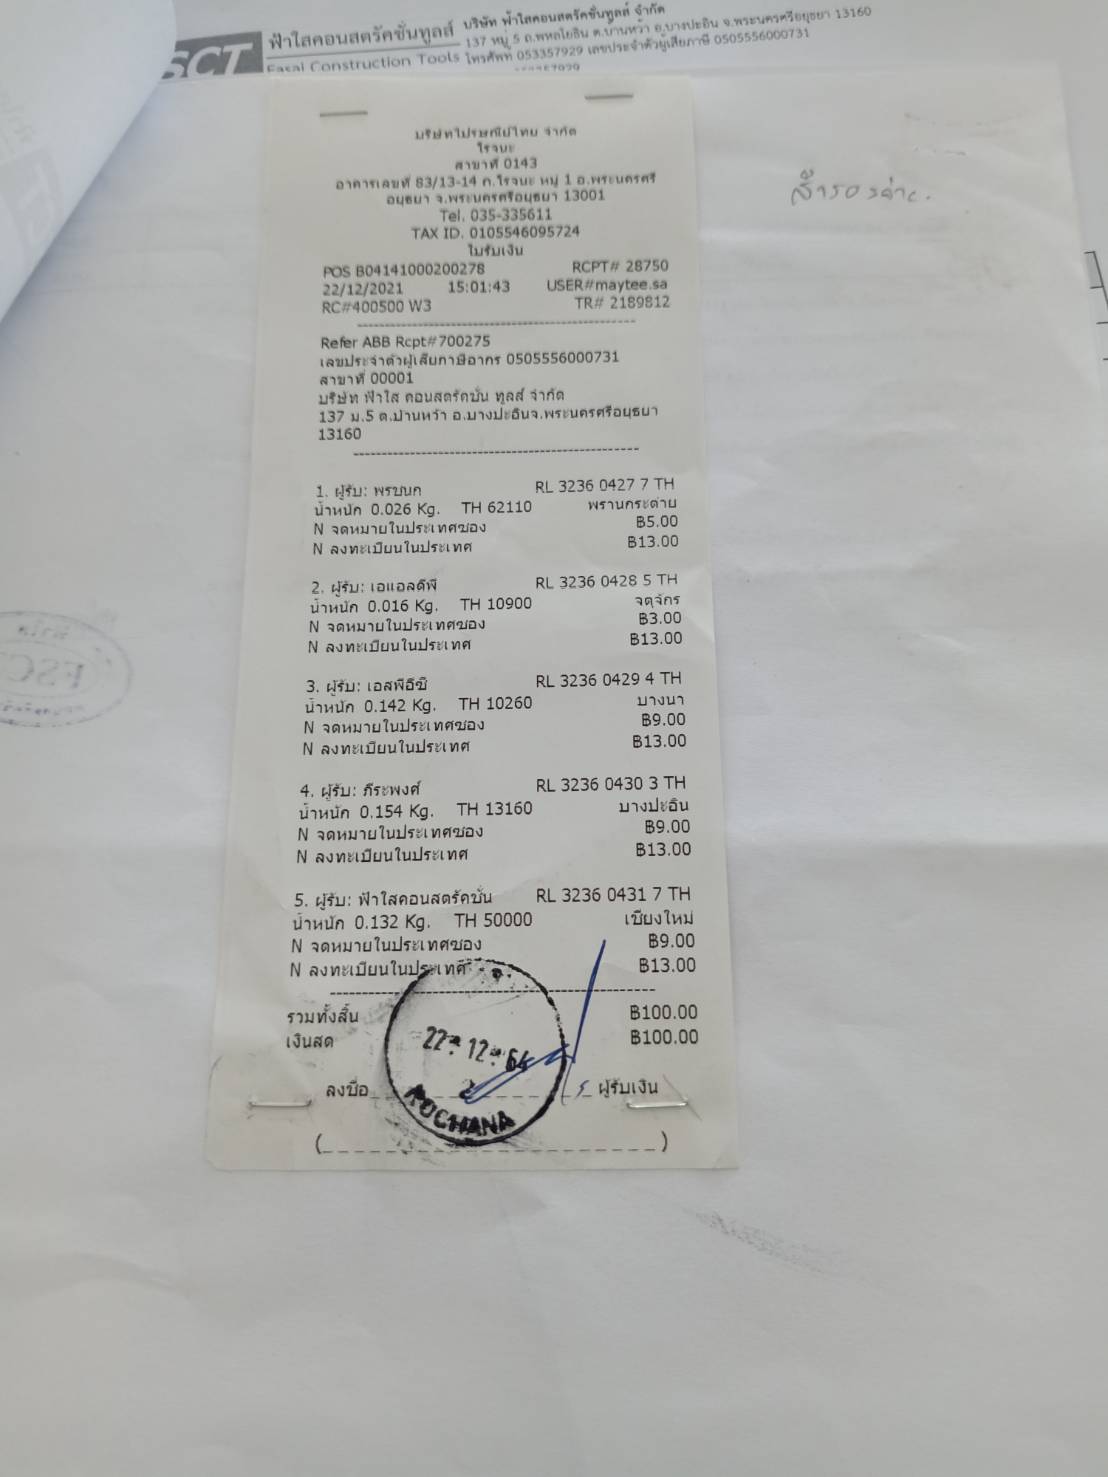 FSCT ฟ้าใสคอนสตรัคชั่นทูลส์ บริษัท ฟ้าใสคอนสตรัคชั่นทูลส์ จำกัด
137 หมู่ 5 ถ.พหลโยธิน ต.บ้านหว้า อ.บางปะอิน จ.พระนครศรีอยุธยา 13160
Fasai Construction Tools โทรศัพท์ 053357929 เลขประจำตัวผู้เสียภาษี 0505556000731
สำรองจ่าย.
บริษัทไปรษณีย์ไทย จำกัด
โรจนะ
สาขาที่ 0143
อาคารเลขที่ 83/13-14 ถ.โรจนะ หมู่ 1 อ.พระนครศรี
อยุธยา จ.พระนครศรีอยุธยา 13001
Tel. 035-335611
TAX ID. 0105546095724
ใบรับเงิน
POS B04141000200278 RCPT# 28750
22/12/2021 15:01:43 USER#maytee.sa
RC#400500 W3 TR# 2189812
Refer ABB Rcpt#700275
เลขประจำตัวผู้เสียภาษีอากร 0505556000731
สาขาที่ 00001
บริษัท ฟ้าใส คอนสตรัคชั่น ทูลส์ จำกัด
137 ม.5 ต.บ้านหว้า อ.บางปะอินจ.พระนครศรีอยุธยา
13160
1. ผู้รับ: พรชนก RL 3236 0427 7 TH
น้ำหนัก 0.026 Kg. TH 62110 พรานกระต่าย
N จดหมายในประเทศซอง ฿5.00
N ลงทะเบียนในประเทศ ฿13.00
2. ผู้รับ: เอแอลดีพี RL 3236 0428 5 TH
น้ำหนัก 0.016 Kg. TH 10900 จตุจักร
N จดหมายในประเทศซอง ฿3.00
N ลงทะเบียนในประเทศ ฿13.00
3. ผู้รับ: เอสพีอีซี RL 3236 0429 4 TH
น้ำหนัก 0.142 Kg. TH 10260 บางนา
N จดหมายในประเทศซอง ฿9.00
N ลงทะเบียนในประเทศ ฿13.00
4. ผู้รับ: ภีระพงศ์ RL 3236 0430 3 TH
น้ำหนัก 0.154 Kg. TH 13160 บางปะอิน
N จดหมายในประเทศซอง ฿9.00
N ลงทะเบียนในประเทศ ฿13.00
5. ผู้รับ: ฟ้าใสคอนสตรัคชั่น RL 3236 0431 7 TH
น้ำหนัก 0.132 Kg. TH 50000 เชียงใหม่
N จดหมายในประเทศซอง ฿9.00
N ลงทะเบียนในประเทศ ฿13.00
รวมทั้งสิ้น ฿100.00
เงินสด ฿100.00
22 12 64
ลงชื่อ ผู้รับเงิน
ROCHANA